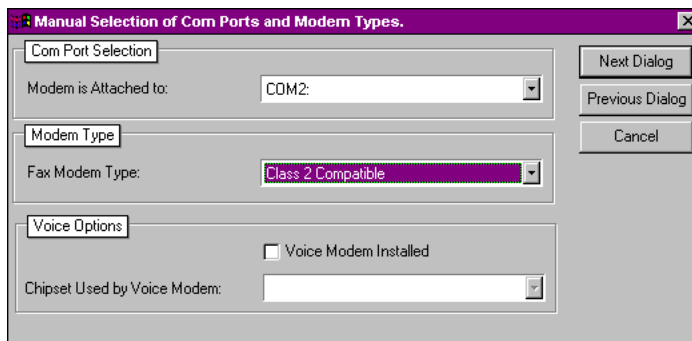 Manual Selection of Com Ports and Modem Types.
Com Port Selection
Modem is Attached to:
COM2:
Next Dialog
Previous Dialog
Cancel
Modem Type
Fax Modem Type:
Class 2 Compatible
Voice Options
Voice Modem Installed
Chipset Used by Voice Modem: